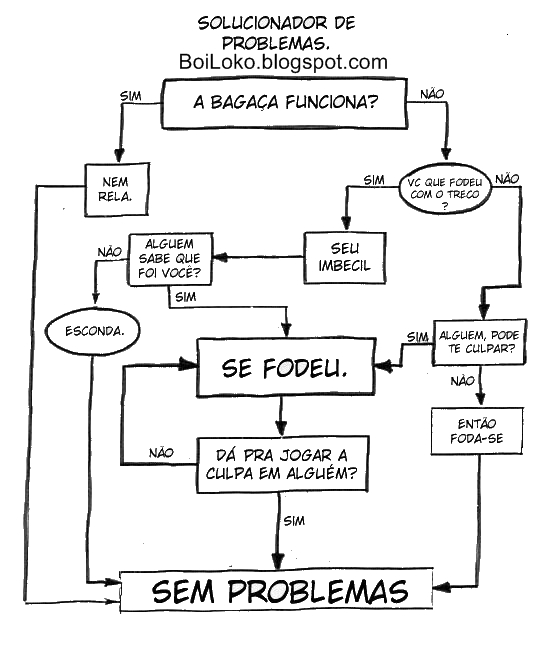 SOLUCIONADOR DE
PROBLEMAS.
BoiLoko.blogspot.com
A BAGAÇA FUNCIONA?
SIM
NÃO
NEM
RELA.
VC QUE FODEU
COM O TRECO
?
SIM
NÃO
SEU
IMBECIL
ALGUEM
SABE QUE
FOI VOCÊ?
NÃO
SIM
ESCONDA.
ALGUEM, PODE
TE CULPAR?
SIM
NÃO
SE FODEU.
ENTÃO
FODA-SE
DÁ PRA JOGAR A
CULPA EM ALGUÉM?
NÃO
SIM
SEM PROBLEMAS